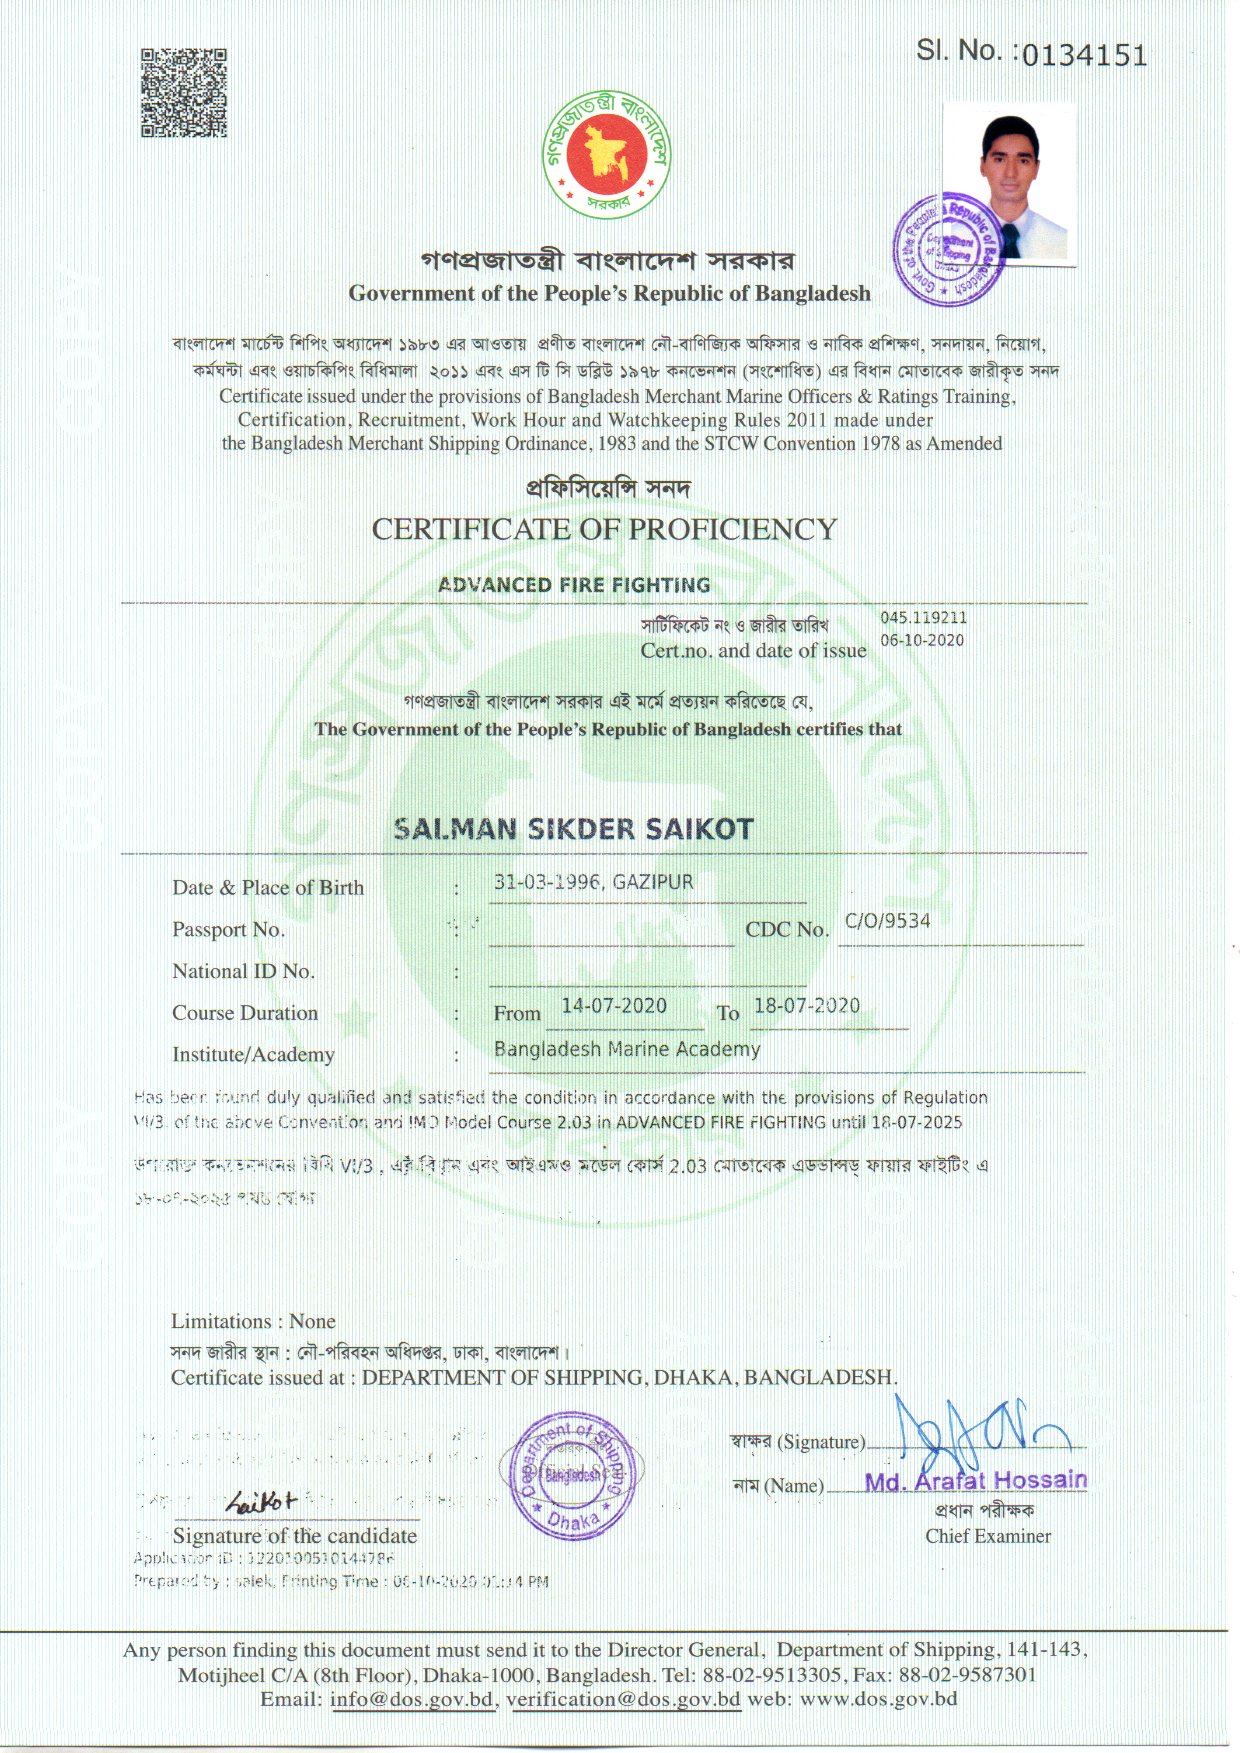 Sl. No. :0134151
গণপ্রজাতন্ত্রী বাংলাদেশ
সরকার
Govt. of the People's Republic of Bangladesh
Department
of Shipping
Dhaka
গণপ্রজাতন্ত্রী বাংলাদেশ সরকার
Government of the People's Republic of Bangladesh
বাংলাদেশ মার্চেন্ট শিপিং অধ্যাদেশ ১৯৮৩ এর আওতায় প্রণীত বাংলাদেশ নৌ-বাণিজ্যিক অফিসার ও নাবিক প্রশিক্ষণ, সনদায়ন, নিয়োগ,
কর্মঘন্টা এবং ওয়াচকিপিং বিধিমালা ২০১১ এবং এস টি সি ডব্লিউ ১৯৭৮ কনভেনশন (সংশোধিত) এর বিধান মোতাবেক জারীকৃত সনদ
Certificate issued under the provisions of Bangladesh Merchant Marine Officers & Ratings Training,
Certification, Recruitment, Work Hour and Watchkeeping Rules 2011 made under
the Bangladesh Merchant Shipping Ordinance, 1983 and the STCW Convention 1978 as Amended
প্রফিসিয়েন্সি সনদ
CERTIFICATE OF PROFICIENCY
ADVANCED FIRE FIGHTING
সার্টিফিকেট নং ও জারীর তারিখ 045.119211
Cert.no. and date of issue 06-10-2020
গণপ্রজাতন্ত্রী বাংলাদেশ সরকার এই মর্মে প্রত্যয়ন করিতেছে যে,
The Government of the People's Republic of Bangladesh certifies that
SALMAN SIKDER SAIKOT
Date & Place of Birth : 31-03-1996, GAZIPUR
Passport No. : CDC No. C/O/9534
National ID No. :
Course Duration : From 14-07-2020 To 18-07-2020
Institute/Academy : Bangladesh Marine Academy
Has been found duly qualified and satisfied the condition in accordance with the provisions of Regulation
VI/3 of the above Convention and IMO Model Course 2.03 in ADVANCED FIRE FIGHTING until 18-07-2025
কনভেনশনের বিধি VI/3 , এর বিধান এবং আইএমও মডেল কোর্স 2.03 মোতাবেক এডভান্সড্ ফায়ার ফাইটিং এ
Limitations : None
সনদ জারীর স্থান : নৌ-পরিবহন অধিদপ্তর, ঢাকা, বাংলাদেশ।
Certificate issued at : DEPARTMENT OF SHIPPING, DHAKA, BANGLADESH.
Department of Shipping
Bangladesh
Official Seal
Dhaka
স্বাক্ষর (Signature)
নাম (Name) Md. Arafat Hossain
প্রধান পরীক্ষক
Chief Examiner
Saikot
Signature of the candidate
Application ID :
Prepared by : salek, Printing Time : 06-10-2020 PM
Any person finding this document must send it to the Director General, Department of Shipping, 141-143,
Motijheel C/A (8th Floor), Dhaka-1000, Bangladesh. Tel: 88-02-9513305, Fax: 88-02-9587301
Email: info@dos.gov.bd, verification@dos.gov.bd web: www.dos.gov.bd